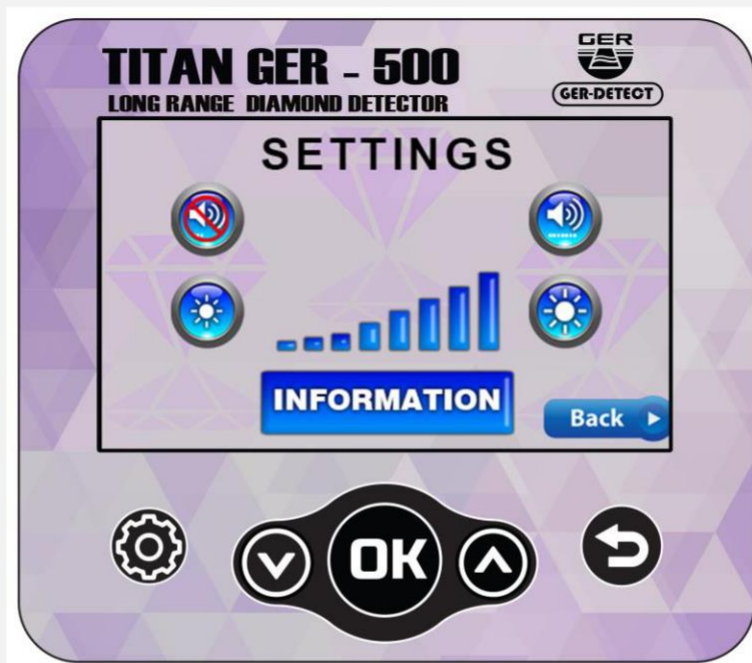 TITAN GER - 500
LONG RANGE DIAMOND DETECTOR
GER
GER-DETECT
SETTINGS
INFORMATION
Back
OK